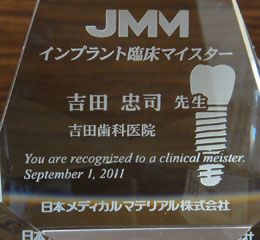 JMM
インプラント臨床マイスター
吉田 忠司 先生
吉田歯科医院
You are recognized to a clinical meister.
September 1, 2011
日本メディカルマテリアル株式会社